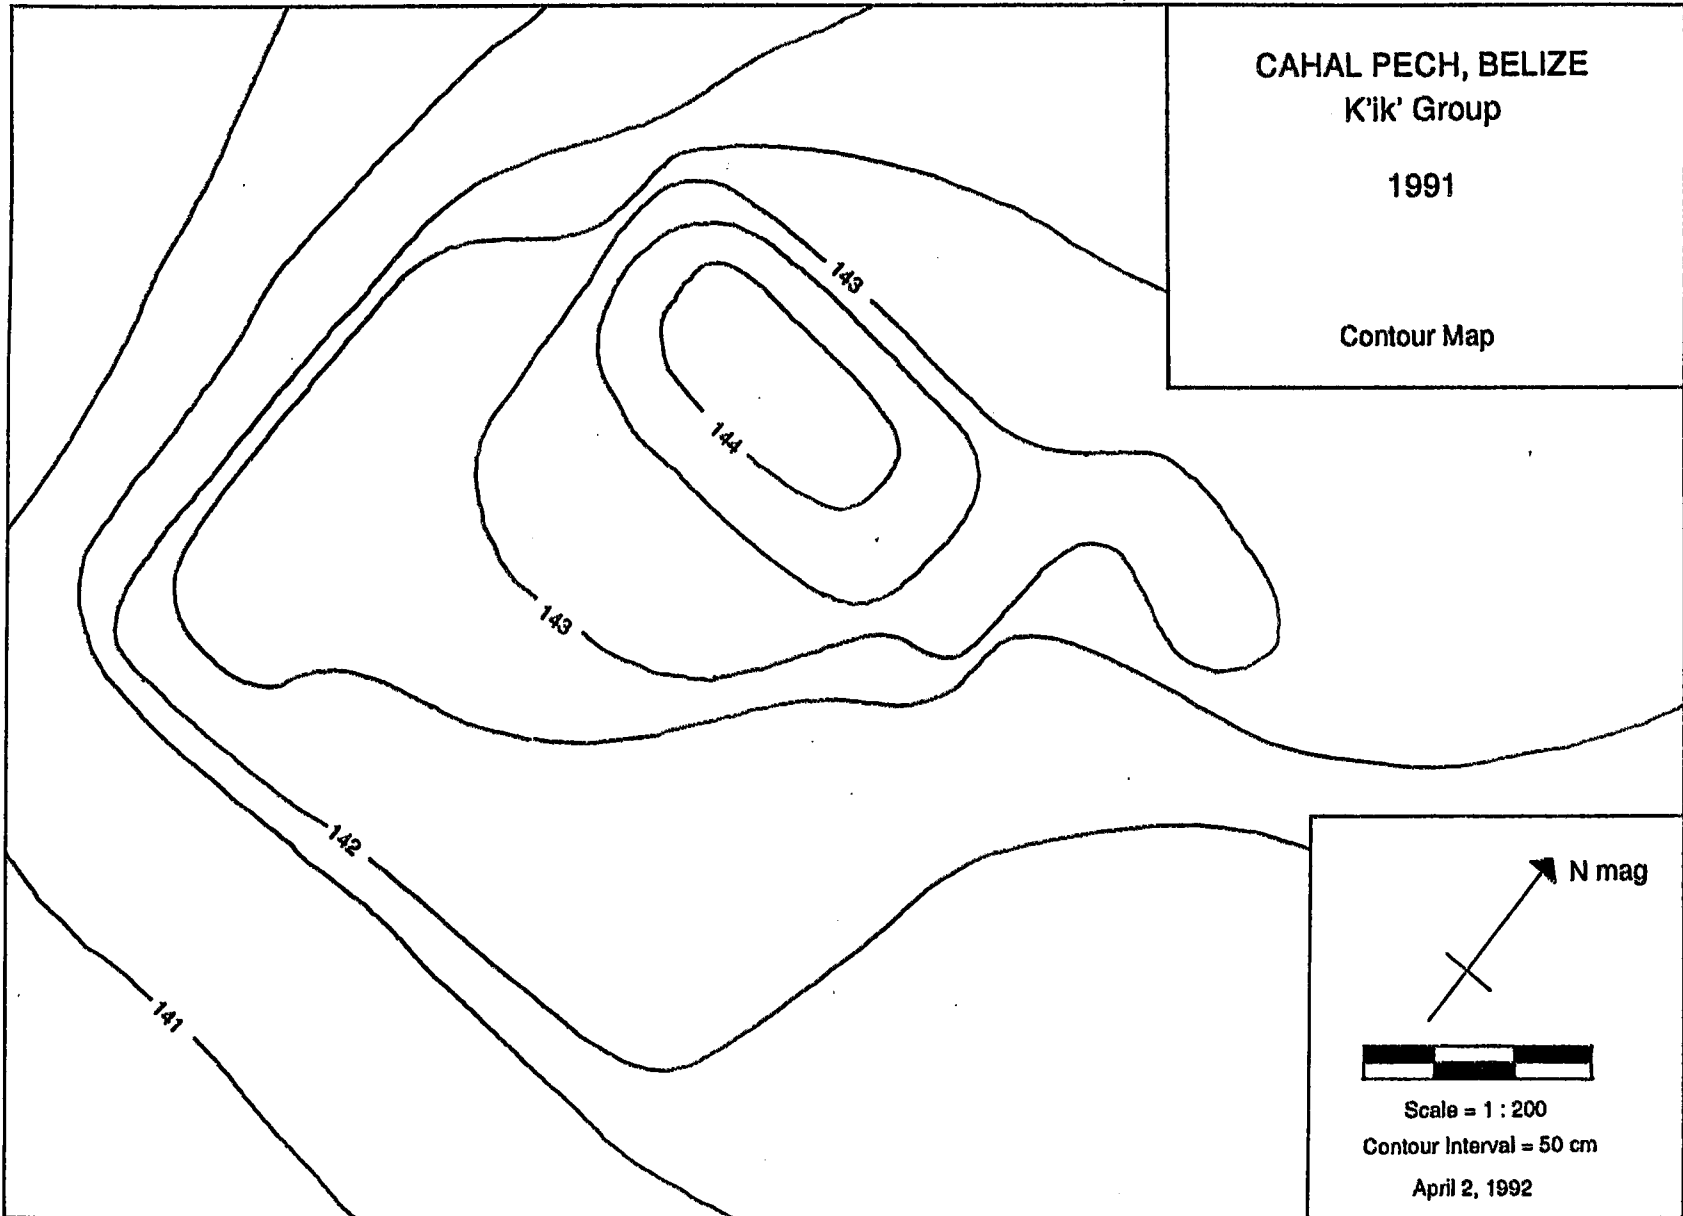 CAHAL PECH, BELIZE
K'ik' Group
1991
Contour Map
143
144
143
142
141
N mag
Scale = 1 : 200
Contour Interval = 50 cm
April 2, 1992